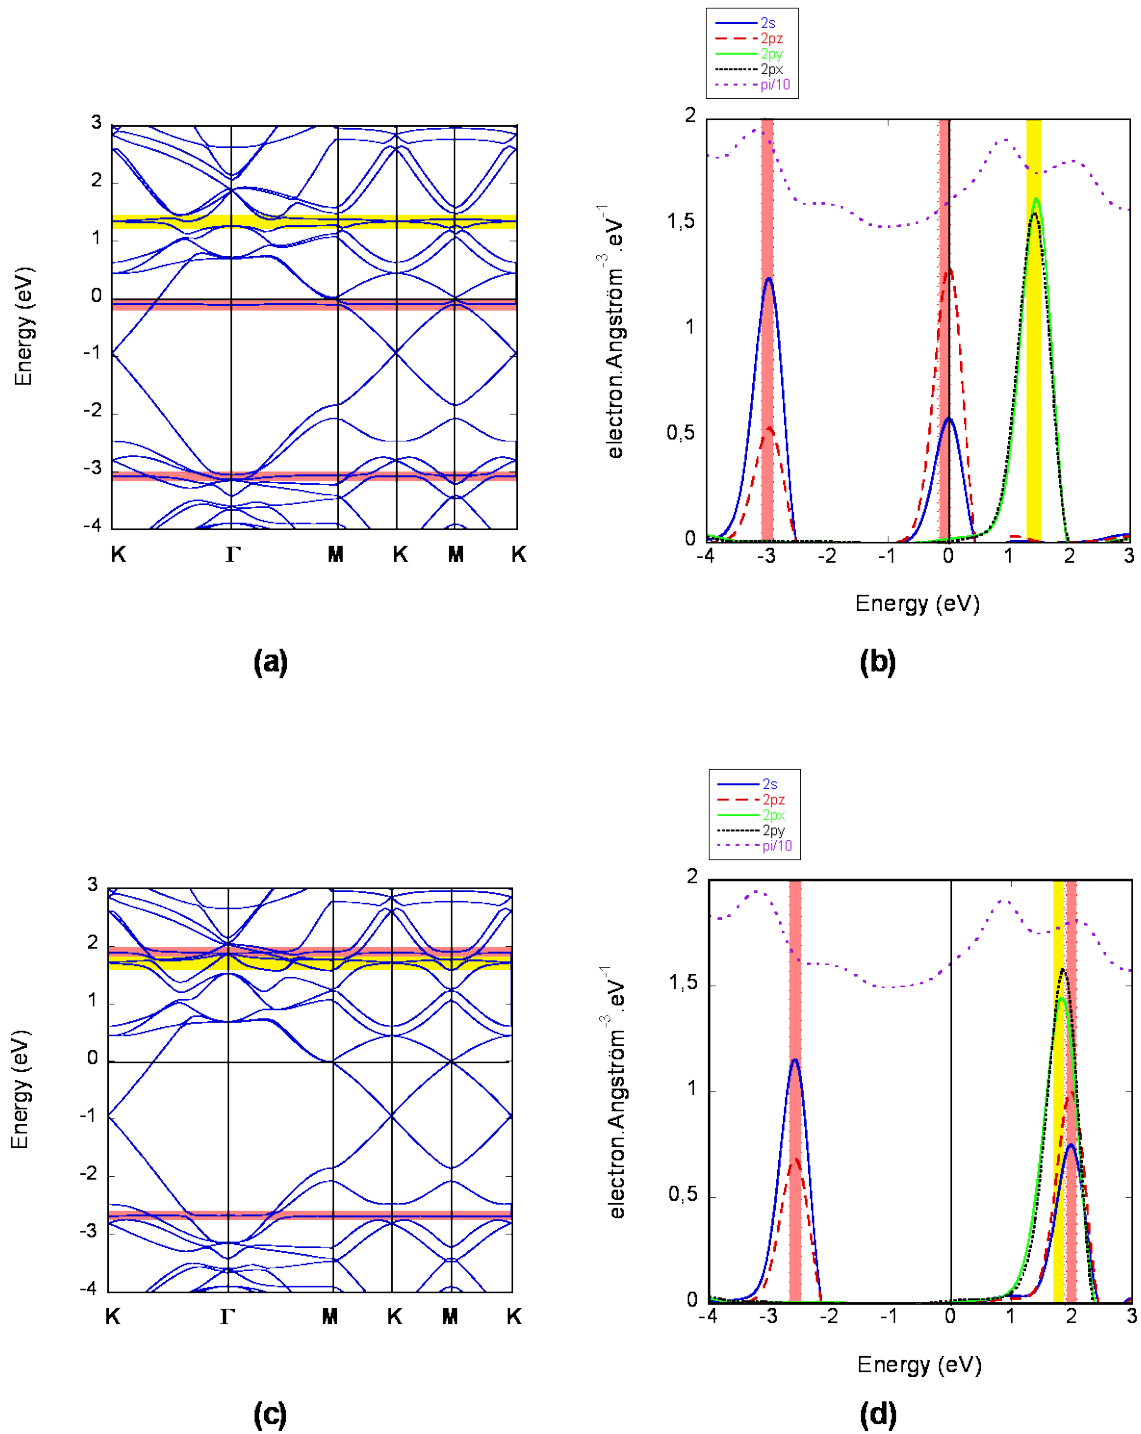 2s
2pz
2py
2px
pi/10
3
2
1
0
-1
-2
-3
-4
Energy (eV)
K Γ M K M K
(a)
2
1,5
1
0,5
0
electron.Angström⁻³.eV⁻¹
-4 -3 -2 -1 0 1 2 3
Energy (eV)
(b)
2s
2pz
2px
2py
pi/10
3
2
1
0
-1
-2
-3
-4
Energy (eV)
K Γ M K M K
(c)
2
1,5
1
0,5
0
electron.Angström⁻³.eV⁻¹
-4 -3 -2 -1 0 1 2 3
Energy (eV)
(d)